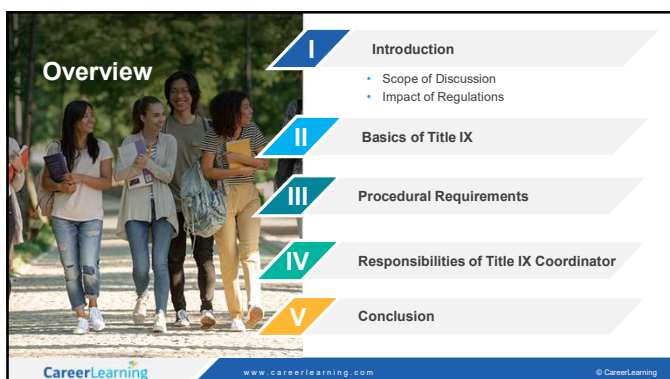 Overview
I
Introduction
• Scope of Discussion
• Impact of Regulations
II
Basics of Title IX
III
Procedural Requirements
IV
Responsibilities of Title IX Coordinator
V
Conclusion
CareerLearning
www.careerlearning.com
© CareerLearning